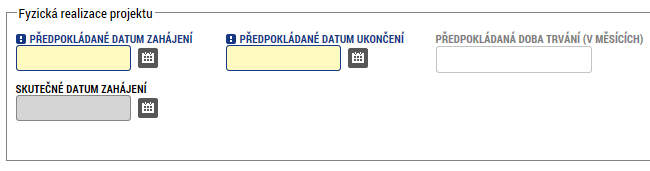 Fyzická realizace projektu
PŘEDPOKLÁDANÉ DATUM ZAHÁJENÍ
PŘEDPOKLÁDANÉ DATUM UKONČENÍ
PŘEDPOKLÁDANÁ DOBA TRVÁNÍ (V MĚSÍCÍCH)
SKUTEČNÉ DATUM ZAHÁJENÍ